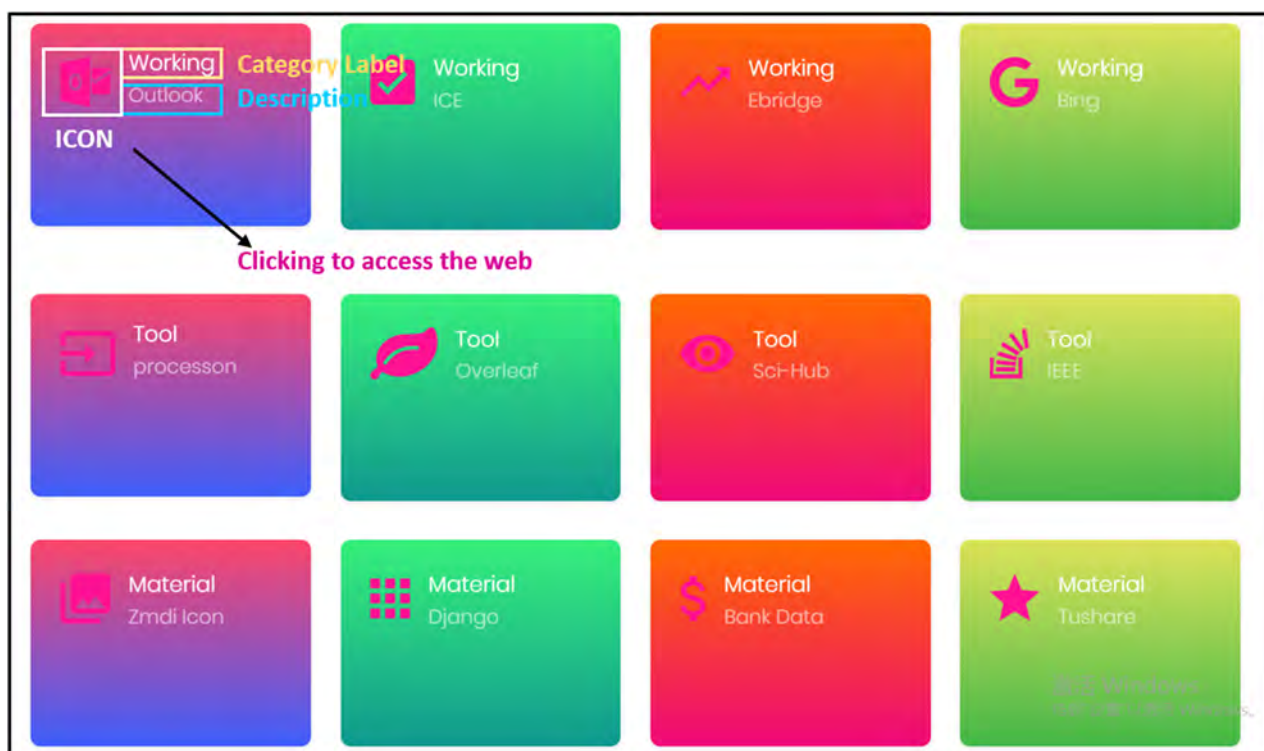 Working
Category Label
Outlook
Description
ICON
Working
ICE
Working
Ebridge
Working
Bing
Clicking to access the web
Tool
processon
Tool
Overleaf
Tool
Sci-Hub
Tool
IEEE
Material
Zmdi Icon
Material
Django
Material
Bank Data
Material
Tushare
Windows